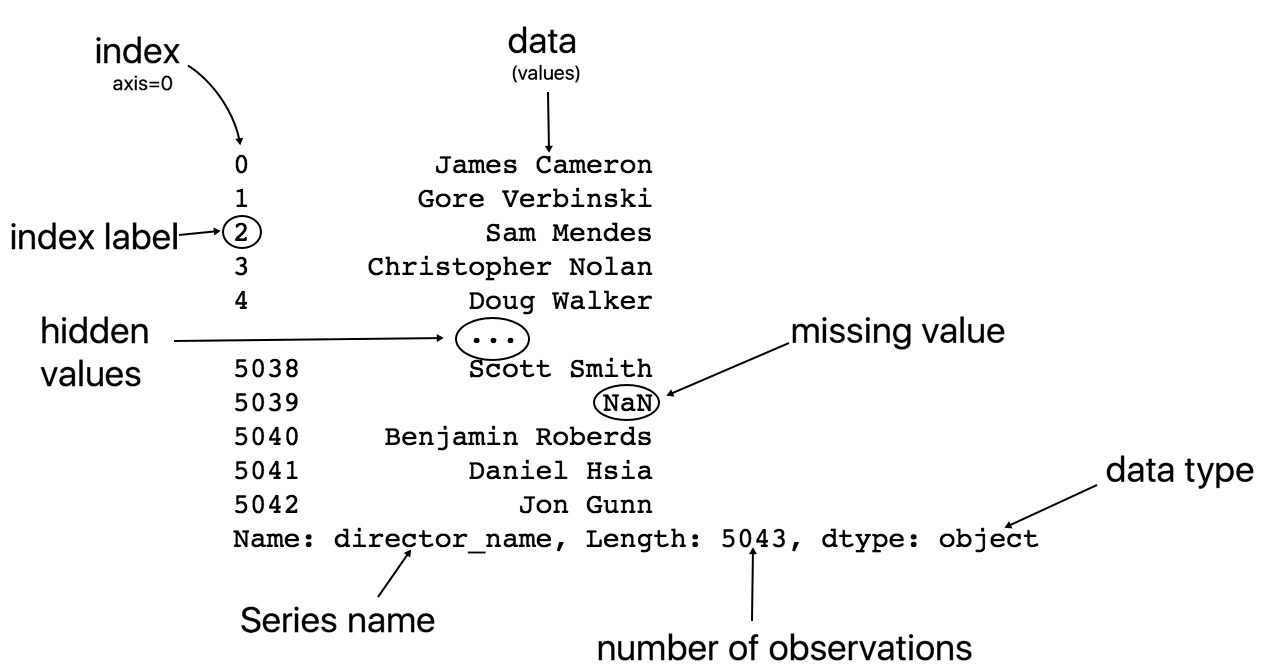 index
axis=0
data
(values)
0 James Cameron
1 Gore Verbinski
index label
2 Sam Mendes
3 Christopher Nolan
4 Doug Walker
hidden
values
...
missing value
5038 Scott Smith
5039 NaN
5040 Benjamin Roberds
5041 Daniel Hsia
data type
5042 Jon Gunn
Name: director_name, Length: 5043, dtype: object
Series name
number of observations